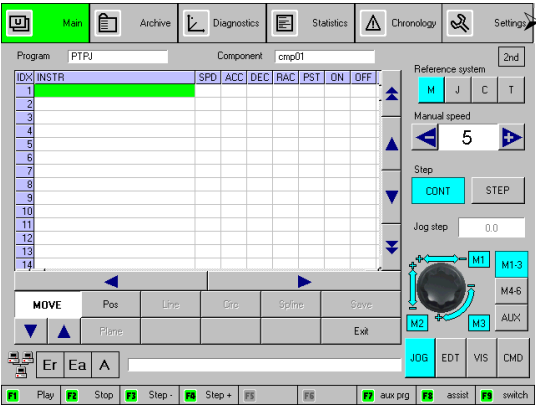 Main Archive Diagnostics Statistics Chronology Settings
Program PTPJ Component cmp01 2nd
IDX INSTR SPD ACC DEC RAC PST ON OFF
1
2
3
4
5
6
7
8
9
10
11
12
13
14
Reference system
M J C T
Manual speed
5
Step
CONT STEP
Jog step 0.0
M1 M1-3
M4-6
M2 M3 AUX
MOVE Pos Line Circ Spline Save
Plane Exit
JOG EDT VIS CMD
Er Ea A
F1 Play F2 Stop F3 Step - F4 Step + F5 F6 F7 aux prg F8 assist F9 switch